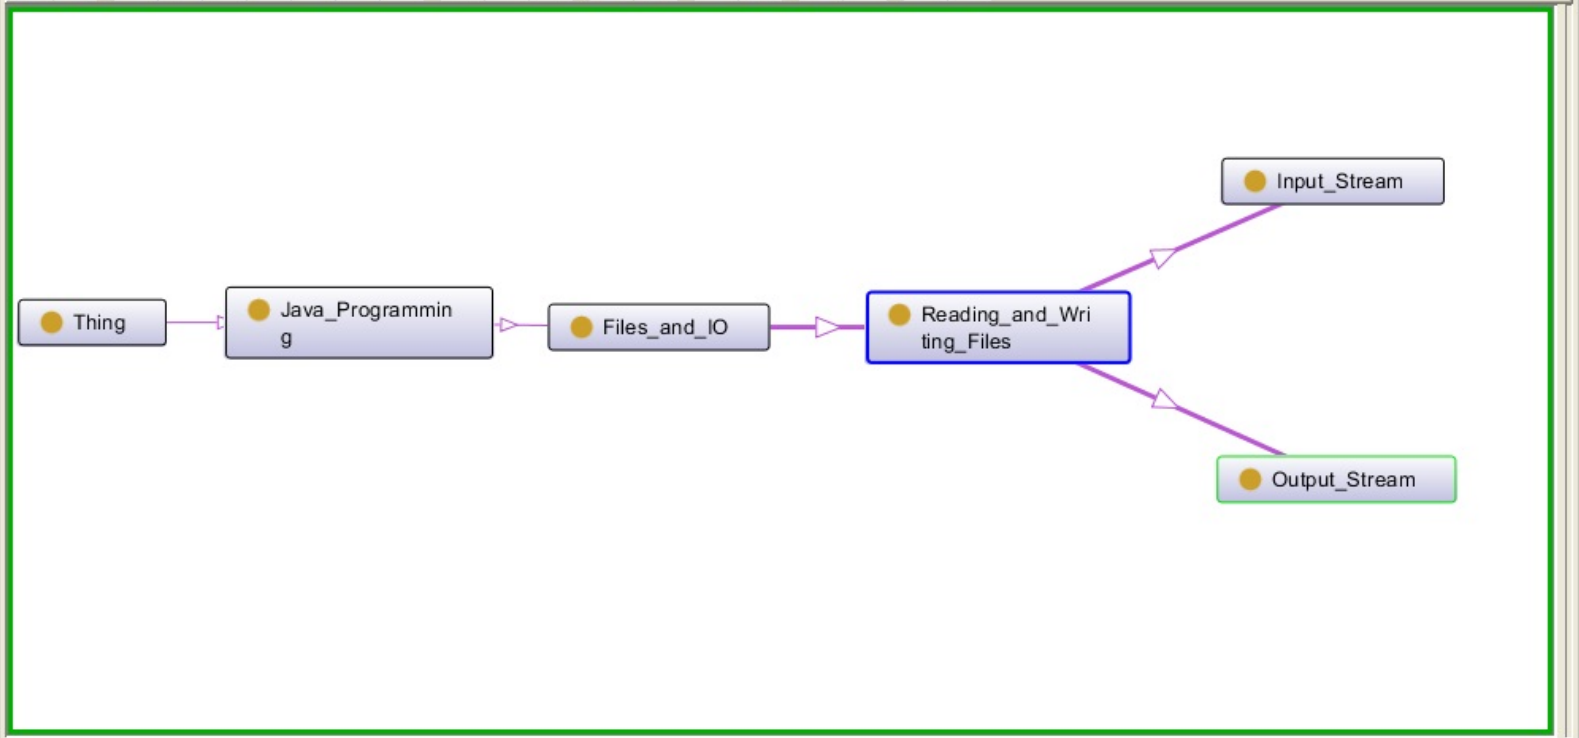 Thing
Java_Programmin
g
Files_and_IO
Reading_and_Wri
ting_Files
Input_Stream
Output_Stream